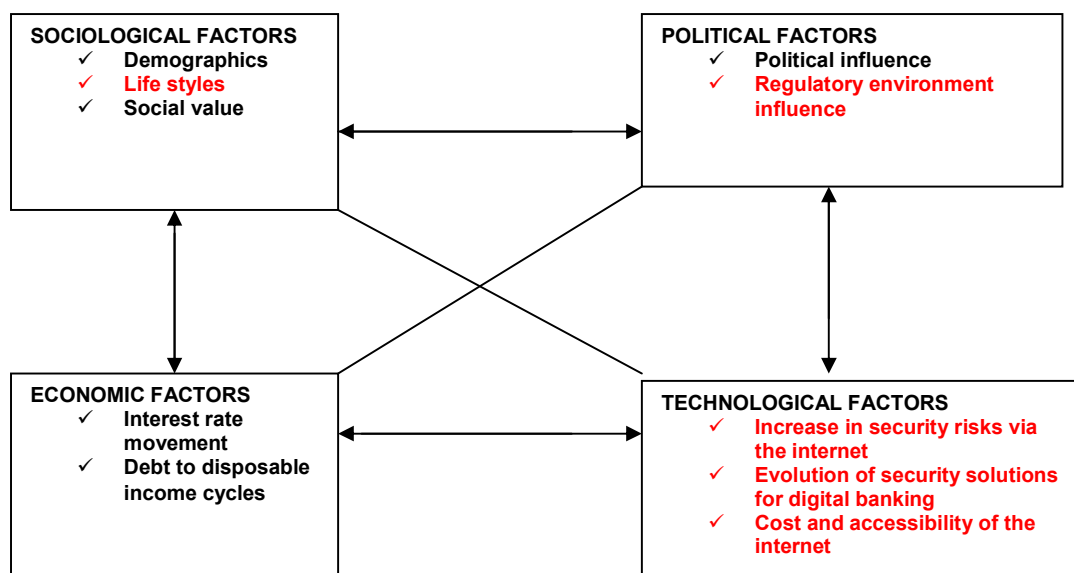 SOCIOLOGICAL FACTORS
✓ Demographics
✓ Life styles
✓ Social value
POLITICAL FACTORS
✓ Political influence
✓ Regulatory environment
influence
ECONOMIC FACTORS
✓ Interest rate
movement
✓ Debt to disposable
income cycles
TECHNOLOGICAL FACTORS
✓ Increase in security risks via
the internet
✓ Evolution of security solutions
for digital banking
✓ Cost and accessibility of the
internet